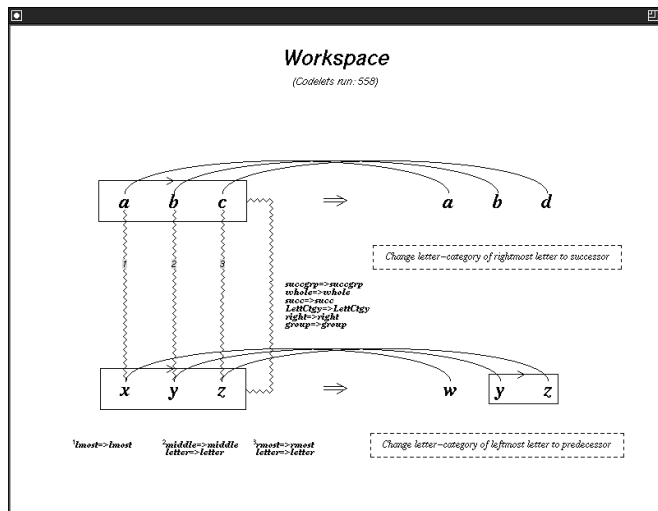 Workspace
(Codelets run: 558)
a b c ⇒ a b d
1 2 3
Change letter-category of rightmost letter to successor
succgrp=>succgrp
whole=>whole
succ=>succ
LettCtgy=>LettCtgy
right=>right
group=>group
x y z ⇒ w y z
1lmost=>lmost 2middle=>middle 3rmost=>rmost
letter=>letter letter=>letter
Change letter-category of leftmost letter to predecessor